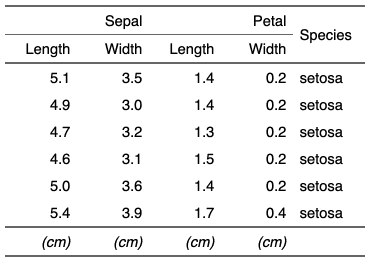 Sepal Petal Species
Length Width Length Width
5.1 3.5 1.4 0.2 setosa
4.9 3.0 1.4 0.2 setosa
4.7 3.2 1.3 0.2 setosa
4.6 3.1 1.5 0.2 setosa
5.0 3.6 1.4 0.2 setosa
5.4 3.9 1.7 0.4 setosa
(cm) (cm) (cm) (cm)